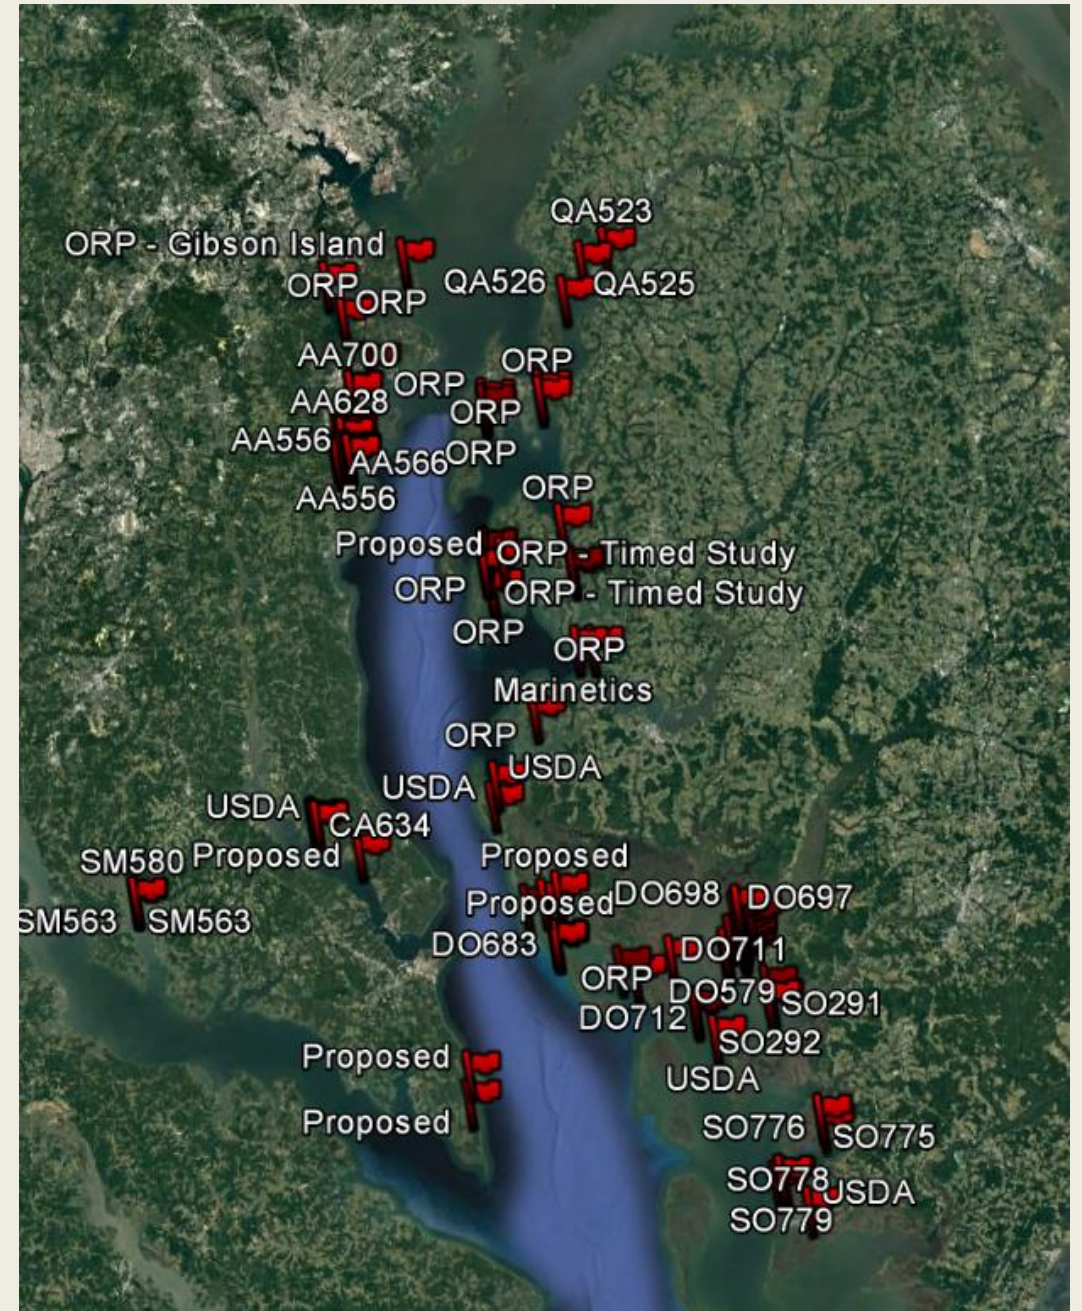 QA523
ORP - Gibson Island
QA526
QA525
ORP
ORP
AA700
ORP
ORP
AA628
ORP
AA556
AA566
ORP
AA556
ORP
Proposed
ORP - Timed Study
ORP
ORP - Timed Study
ORP
ORP
Marinetics
ORP
USDA
USDA
USDA
CA634
SM580
Proposed
Proposed
DO698
DO697
Proposed
SM563
SM563
DO683
DO711
ORP
DO579
SO291
DO712
SO292
Proposed
USDA
Proposed
SO776
SO775
SO778
USDA
SO779